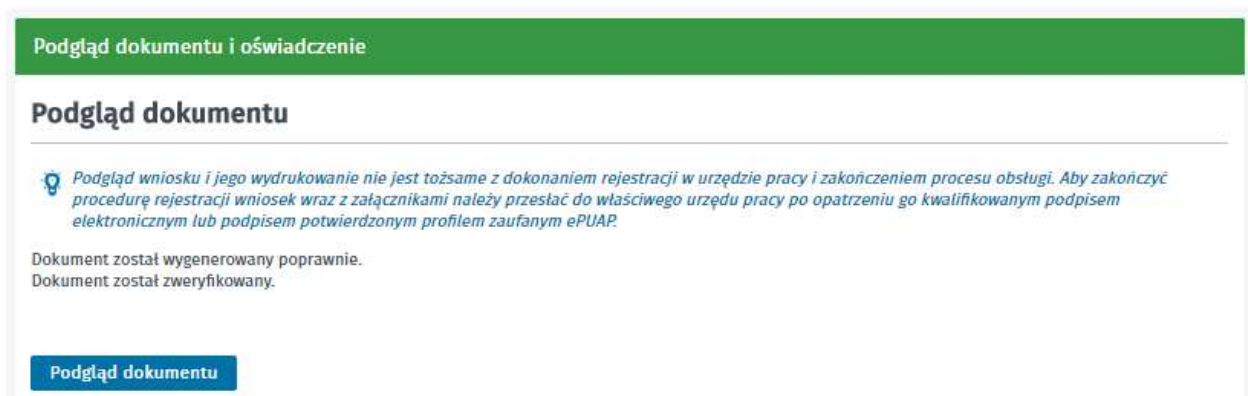 Podgląd dokumentu i oświadczenie
Podgląd dokumentu
Podgląd wniosku i jego wydrukowanie nie jest tożsame z dokonaniem rejestracji w urzędzie pracy i zakończeniem procesu obsługi. Aby zakończyć
procedurę rejestracji wniosek wraz z załącznikami należy przesłać do właściwego urzędu pracy po opatrzeniu go kwalifikowanym podpisem
elektronicznym lub podpisem potwierdzonym profilem zaufanym ePUAP.
Dokument został wygenerowany poprawnie.
Dokument został zweryfikowany.
Podgląd dokumentu